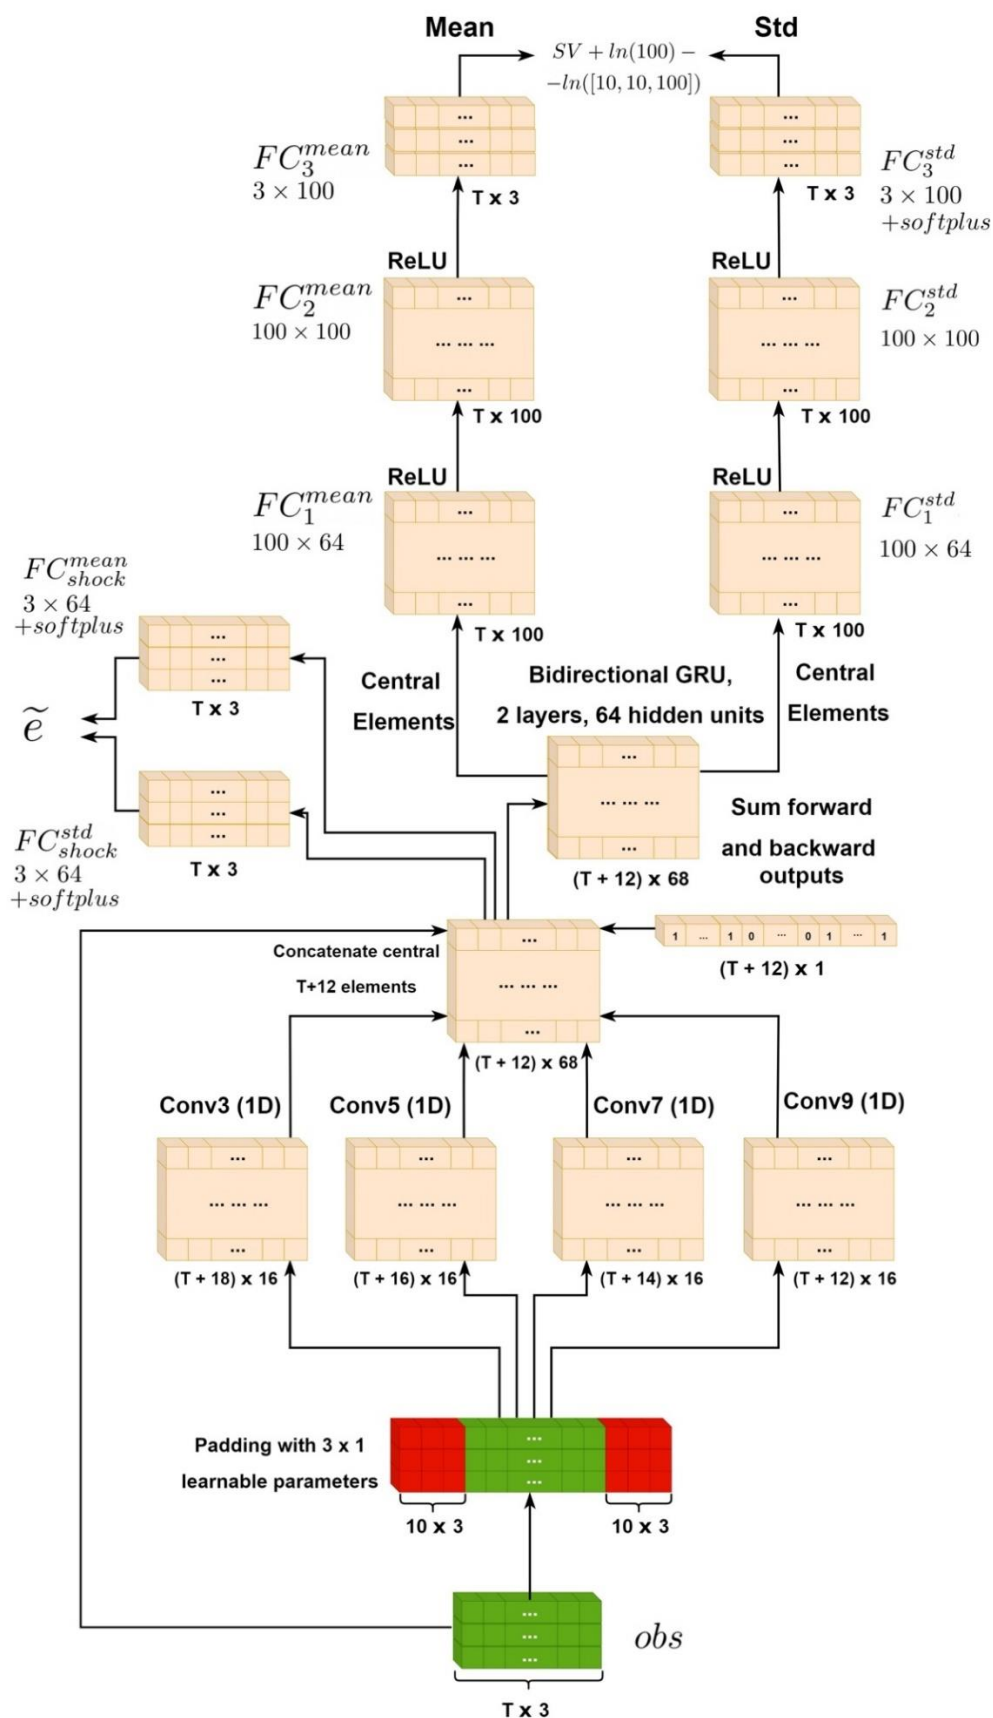 Mean
Std
SV + ln(100) −
−ln([10, 10, 100])
...
...
...
...
...
...
FC_3^{mean}
3 × 100
T x 3
FC_3^{std}
3 × 100
+softplus
T x 3
ReLU
ReLU
FC_2^{mean}
100 × 100
...
... ... ...
...
T x 100
...
... ... ...
...
T x 100
FC_2^{std}
100 × 100
ReLU
ReLU
FC_1^{mean}
100 × 64
...
... ... ...
...
T x 100
...
... ... ...
...
T x 100
FC_1^{std}
100 × 64
FC_{shock}^{mean}
3 × 64
+softplus
...
...
...
T x 3
Central
Elements
Bidirectional GRU,
2 layers, 64 hidden units
Central
Elements
ẽ
...
...
...
T x 3
FC_{shock}^{std}
3 × 64
+softplus
...
... ... ...
...
(T + 12) x 68
Sum forward
and backward
outputs
1 ... 1 0 ... 0 1 ... 1
(T + 12) x 1
Concatenate central
T+12 elements
...
... ... ...
...
(T + 12) x 68
Conv3 (1D)
Conv5 (1D)
Conv7 (1D)
Conv9 (1D)
... ... ... ...
... ... ... ... ... ... ... ... ... ... ... ...
... ... ... ...
(T + 18) x 16
(T + 16) x 16
(T + 14) x 16
(T + 12) x 16
Padding with 3 x 1
learnable parameters
...
...
...
10 x 3
10 x 3
...
...
...
obs
T x 3